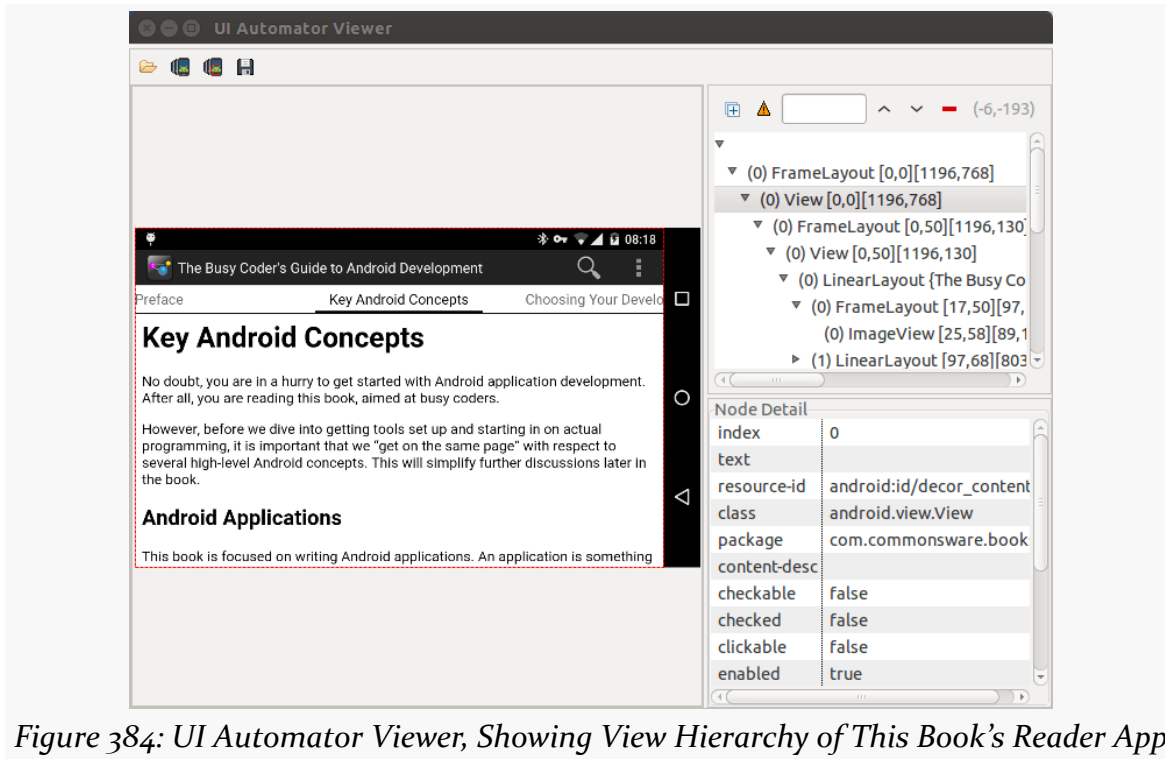 UI Automator Viewer
(-6,-193)
(0) FrameLayout [0,0][1196,768]
(0) View [0,0][1196,768]
(0) FrameLayout [0,50][1196,130]
(0) View [0,50][1196,130]
(0) LinearLayout {The Busy Co
(0) FrameLayout [17,50][97,
(0) ImageView [25,58][89,1
(1) LinearLayout [97,68][803
08:18
The Busy Coder's Guide to Android Development
Preface Key Android Concepts Choosing Your Develo
Key Android Concepts
No doubt, you are in a hurry to get started with Android application development.
After all, you are reading this book, aimed at busy coders.
However, before we dive into getting tools set up and starting in on actual
programming, it is important that we “get on the same page” with respect to
several high-level Android concepts. This will simplify further discussions later in
the book.
Android Applications
This book is focused on writing Android applications. An application is something
Node Detail
index 0
text
resource-id android:id/decor_content
class android.view.View
package com.commonsware.book
content-desc
checkable false
checked false
clickable false
enabled true
Figure 384: UI Automator Viewer, Showing View Hierarchy of This Book’s Reader App